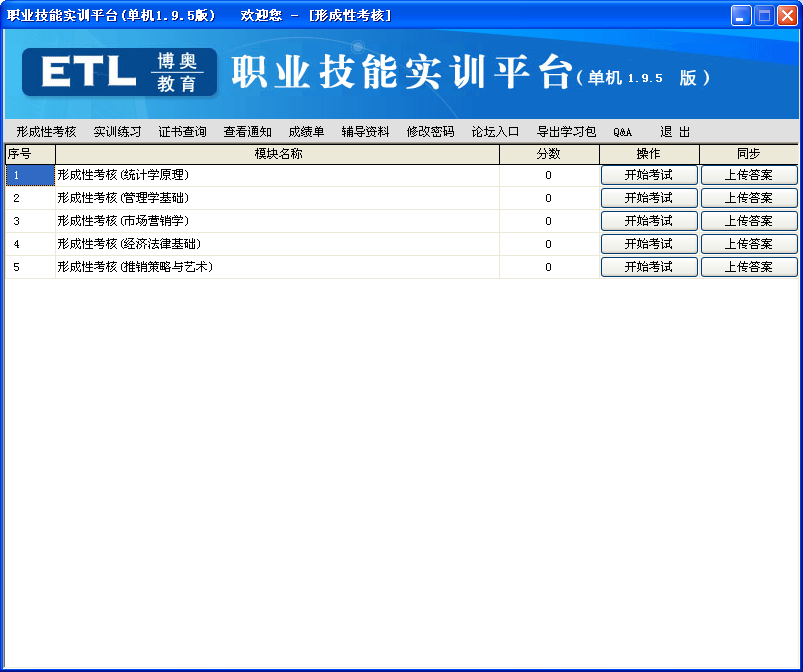 职业技能实训平台(单机1.9.5版) 欢迎您 - [形成性考核]
ETL 博奥教育 职业技能实训平台(单机1.9.5 版)
形成性考核 实训练习 证书查询 查看通知 成绩单 辅导资料 修改密码 论坛入口 导出学习包 Q&A 退 出
序号 模块名称 分数 操作 同步
1 形成性考核(统计学原理) 0 开始考试 上传答案
2 形成性考核(管理学基础) 0 开始考试 上传答案
3 形成性考核(市场营销学) 0 开始考试 上传答案
4 形成性考核(经济法律基础) 0 开始考试 上传答案
5 形成性考核(推销策略与艺术) 0 开始考试 上传答案